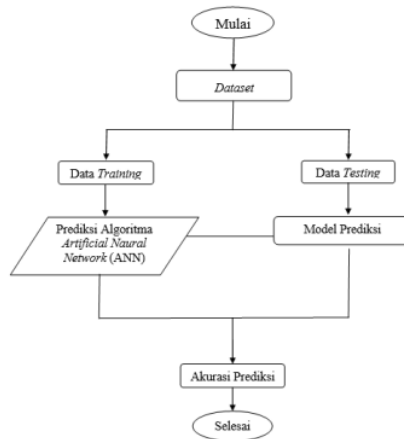 Mulai
Dataset
Data Training
Data Testing
Prediksi Algoritma
Artificial Naural
Network (ANN)
Model Prediksi
Akurasi Prediksi
Selesai